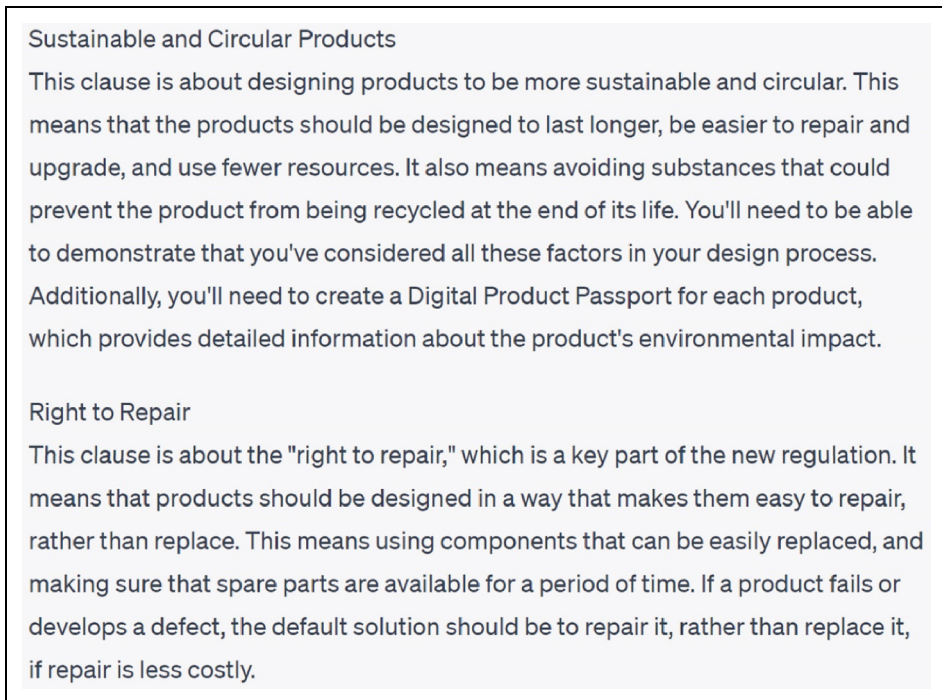 Sustainable and Circular Products
This clause is about designing products to be more sustainable and circular. This
means that the products should be designed to last longer, be easier to repair and
upgrade, and use fewer resources. It also means avoiding substances that could
prevent the product from being recycled at the end of its life. You'll need to be able
to demonstrate that you've considered all these factors in your design process.
Additionally, you'll need to create a Digital Product Passport for each product,
which provides detailed information about the product's environmental impact.
Right to Repair
This clause is about the "right to repair," which is a key part of the new regulation. It
means that products should be designed in a way that makes them easy to repair,
rather than replace. This means using components that can be easily replaced, and
making sure that spare parts are available for a period of time. If a product fails or
develops a defect, the default solution should be to repair it, rather than replace it,
if repair is less costly.